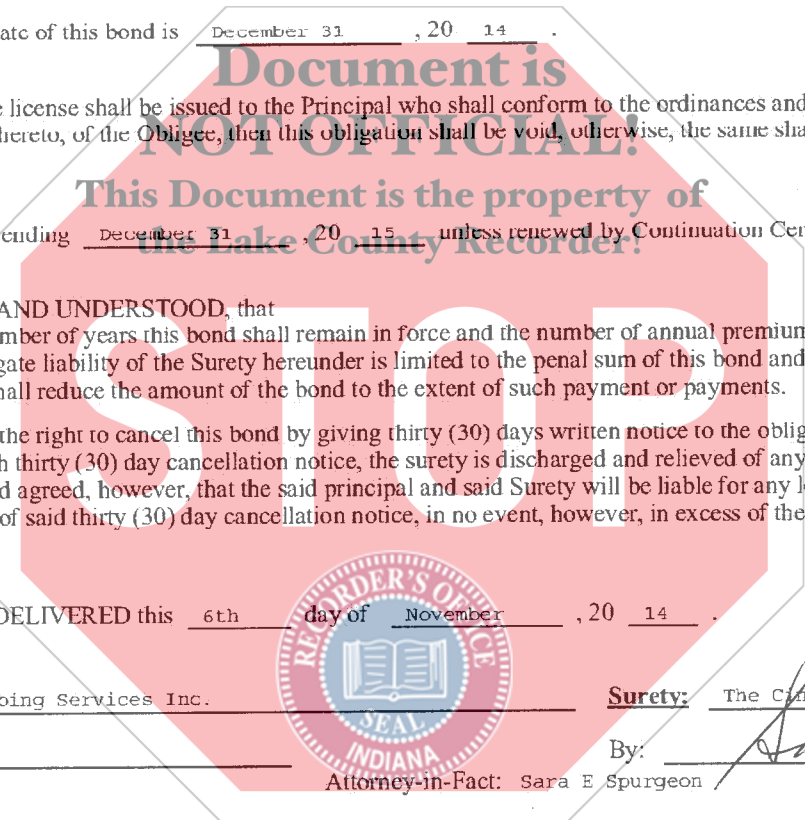 ate of this bond is December 31 , 20 14 .
Document is
e license shall be issued to the Principal who shall conform to the ordinances and
NOT OFFICIAL!
hereto, of the Obligee, then this obligation shall be void, otherwise, the same sha
This Document is the property of
ending December 31 , 20 15 unless renewed by Continuation Cer
the Lake County Recorder!
AND UNDERSTOOD, that
mber of years this bond shall remain in force and the number of annual premium
gate liability of the Surety hereunder is limited to the penal sum of this bond and
hall reduce the amount of the bond to the extent of such payment or payments.
STOP
the right to cancel this bond by giving thirty (30) days written notice to the oblig
h thirty (30) day cancellation notice, the surety is discharged and relieved of any
d agreed, however, that the said principal and said Surety will be liable for any l
of said thirty (30) day cancellation notice, in no event, however, in excess of the
RECORDER'S OFFICE
DELIVERED this 6th day of November , 20 14 .
bing Services Inc. Surety: The Cin
SEAL
INDIANA
By:
Attorney-in-Fact: Sara E Spurgeon